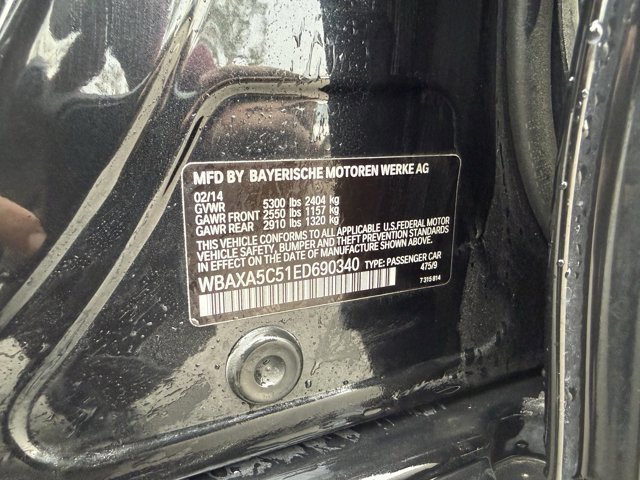 MFD BY BAYERISCHE MOTOREN WERKE AG
02/14
GVWR 5300 lbs 2404 kg
GAWR FRONT 2550 lbs 1157 kg
GAWR REAR 2910 lbs 1320 kg
THIS VEHICLE CONFORMS TO ALL APPLICABLE U.S.FEDERAL MOTOR
VEHICLE SAFETY, BUMPER AND THEFT PREVENTION STANDARDS
IN EFFECT ON THE DATE OF MANUFACTURE SHOWN ABOVE.
WBAXA5C51ED690340 TYPE: PASSENGER CAR
475/9
7 315 814